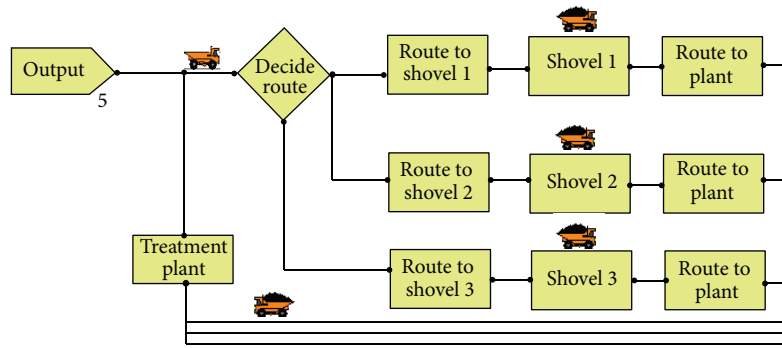 Output
5
Decide
route
Route to
shovel 1
Shovel 1
Route to
plant
Route to
shovel 2
Shovel 2
Route to
plant
Treatment
plant
Route to
shovel 3
Shovel 3
Route to
plant